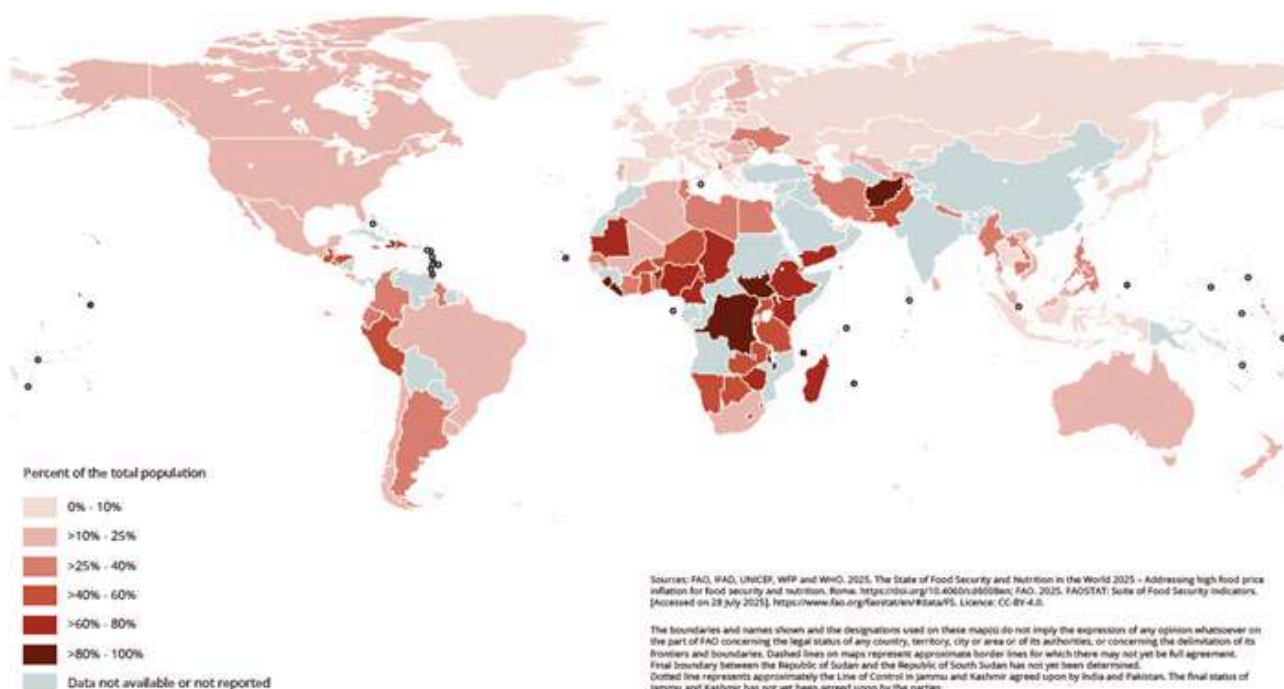 Percent of the total population
0% - 10%
>10% - 25%
>25% - 40%
>40% - 60%
>60% - 80%
>80% - 100%
Data not available or not reported
Sources: FAO, IFAD, UNICEF, WFP and WHO. 2025. The State of Food Security and Nutrition in the World 2025 – Addressing high food price
inflation for food security and nutrition. Rome. https://doi.org/10.4060/cd6008en; FAO. 2025. FAOSTAT: Suite of Food Security Indicators.
[Accessed on 28 July 2025]. https://www.fao.org/faostat/en/#data/FS. Licence: CC-BY-4.0.
The boundaries and names shown and the designations used on these map(s) do not imply the expression of any opinion whatsoever on
the part of FAO concerning the legal status of any country, territory, city or area or of its authorities, or concerning the delimitation of its
frontiers and boundaries. Dashed lines on maps represent approximate border lines for which there may not yet be full agreement.
Final boundary between the Republic of Sudan and the Republic of South Sudan has not yet been determined.
Dotted line represents approximately the Line of Control in Jammu and Kashmir agreed upon by India and Pakistan. The final status of
Jammu and Kashmir has not yet been agreed upon by the parties.